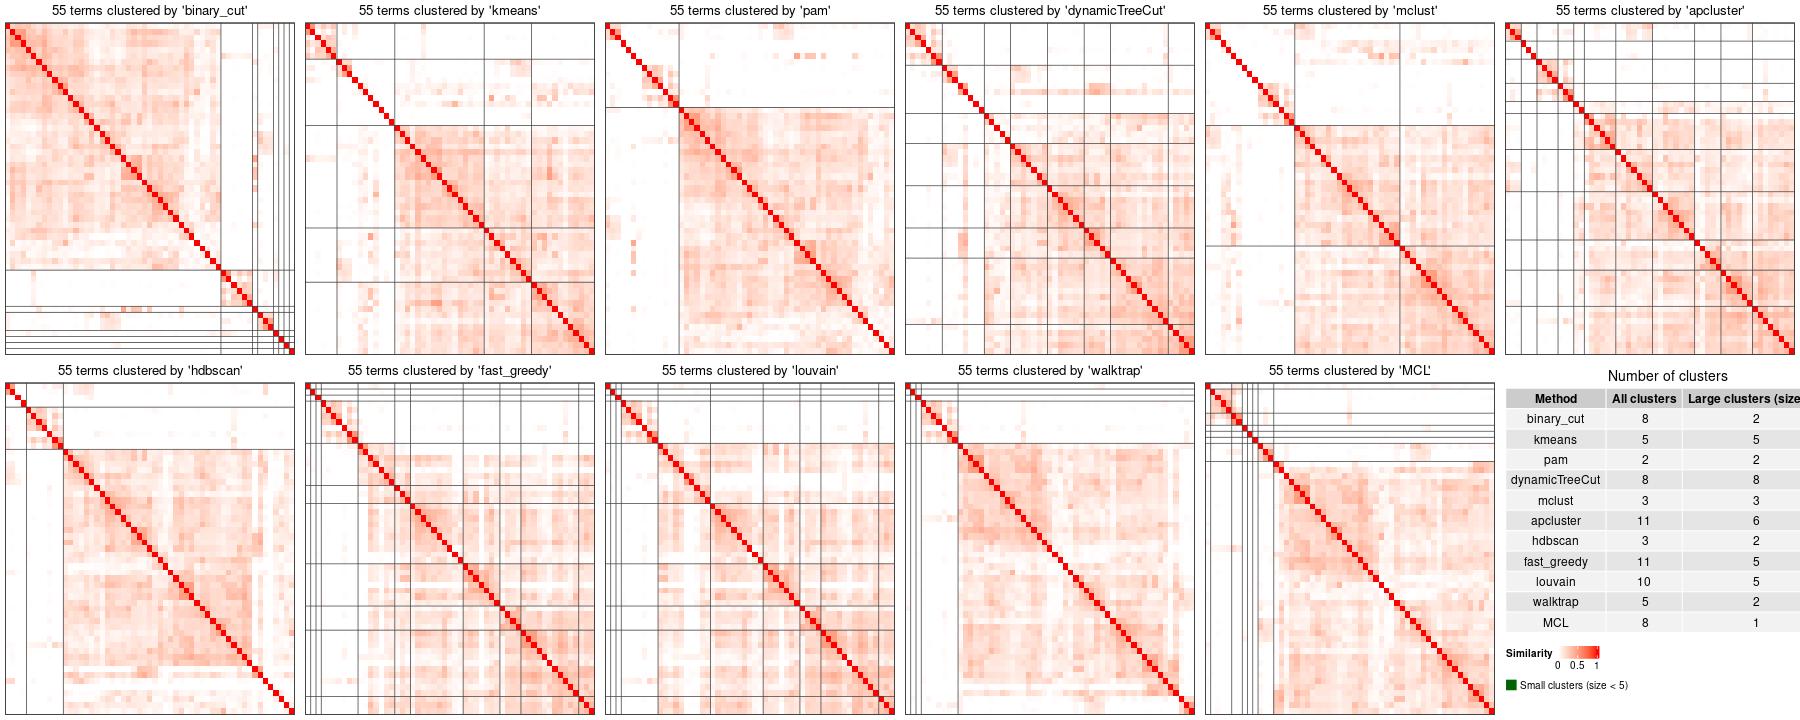 55 terms clustered by 'binary_cut'
55 terms clustered by 'kmeans'
55 terms clustered by 'pam'
55 terms clustered by 'dynamicTreeCut'
55 terms clustered by 'mclust'
55 terms clustered by 'apcluster'
55 terms clustered by 'hdbscan'
55 terms clustered by 'fast_greedy'
55 terms clustered by 'louvain'
55 terms clustered by 'walktrap'
55 terms clustered by 'MCL'
Number of clusters
Method All clusters Large clusters (size
binary_cut 8 2
kmeans 5 5
pam 2 2
dynamicTreeCut 8 8
mclust 3 3
apcluster 11 6
hdbscan 3 2
fast_greedy 11 5
louvain 10 5
walktrap 5 2
MCL 8 1
Similarity
0 0.5 1
Small clusters (size < 5)